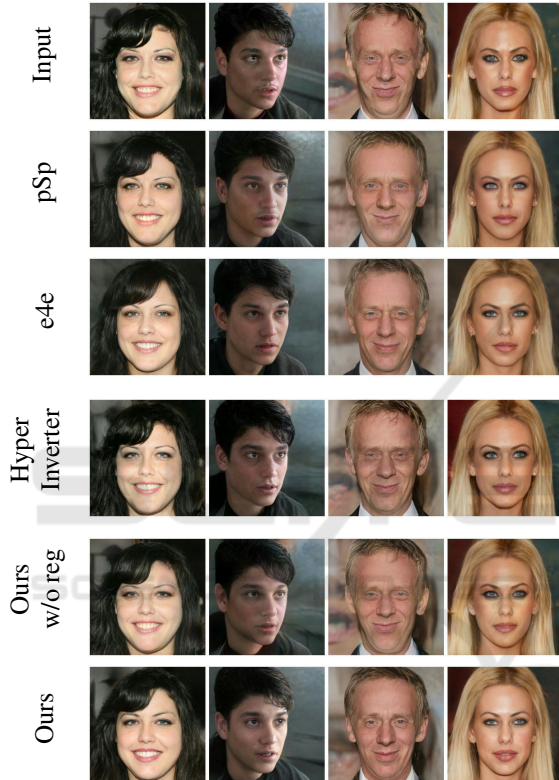 Input
pSp
e4e
Hyper
Inverter
Ours
w/o reg
Ours